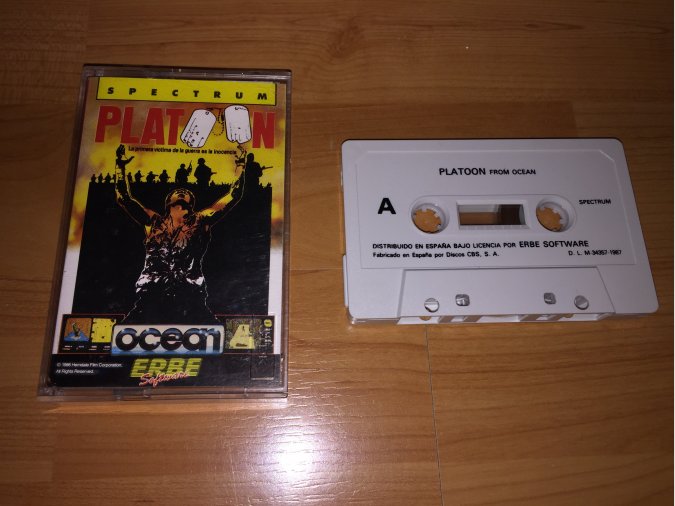 SPECTRUM
PLATOON
La primera víctima de la guerra es la inocencia
ocean
© 1986 Hemdale Film Corporation.
All Rights Reserved.
ERBE
Software
PLATOON FROM OCEAN
A
SPECTRUM
DISTRIBUIDO EN ESPAÑA BAJO LICENCIA POR ERBE SOFTWARE
Fabricado en España por Discos CBS, S. A.
D. L. M-34357-1987